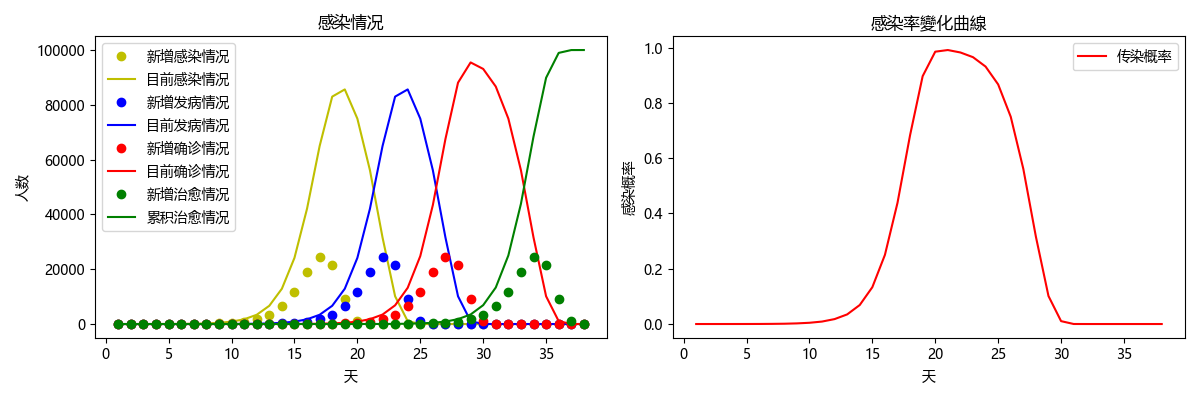 感染情况
100000
80000
60000
40000
20000
0
人数
新增感染情况
目前感染情况
新增发病情况
目前发病情况
新增确诊情况
目前确诊情况
新增治愈情况
累积治愈情况
0 5 10 15 20 25 30 35
天
感染率變化曲線
1.0
0.8
0.6
0.4
0.2
0.0
感染概率
传染概率
0 5 10 15 20 25 30 35
天